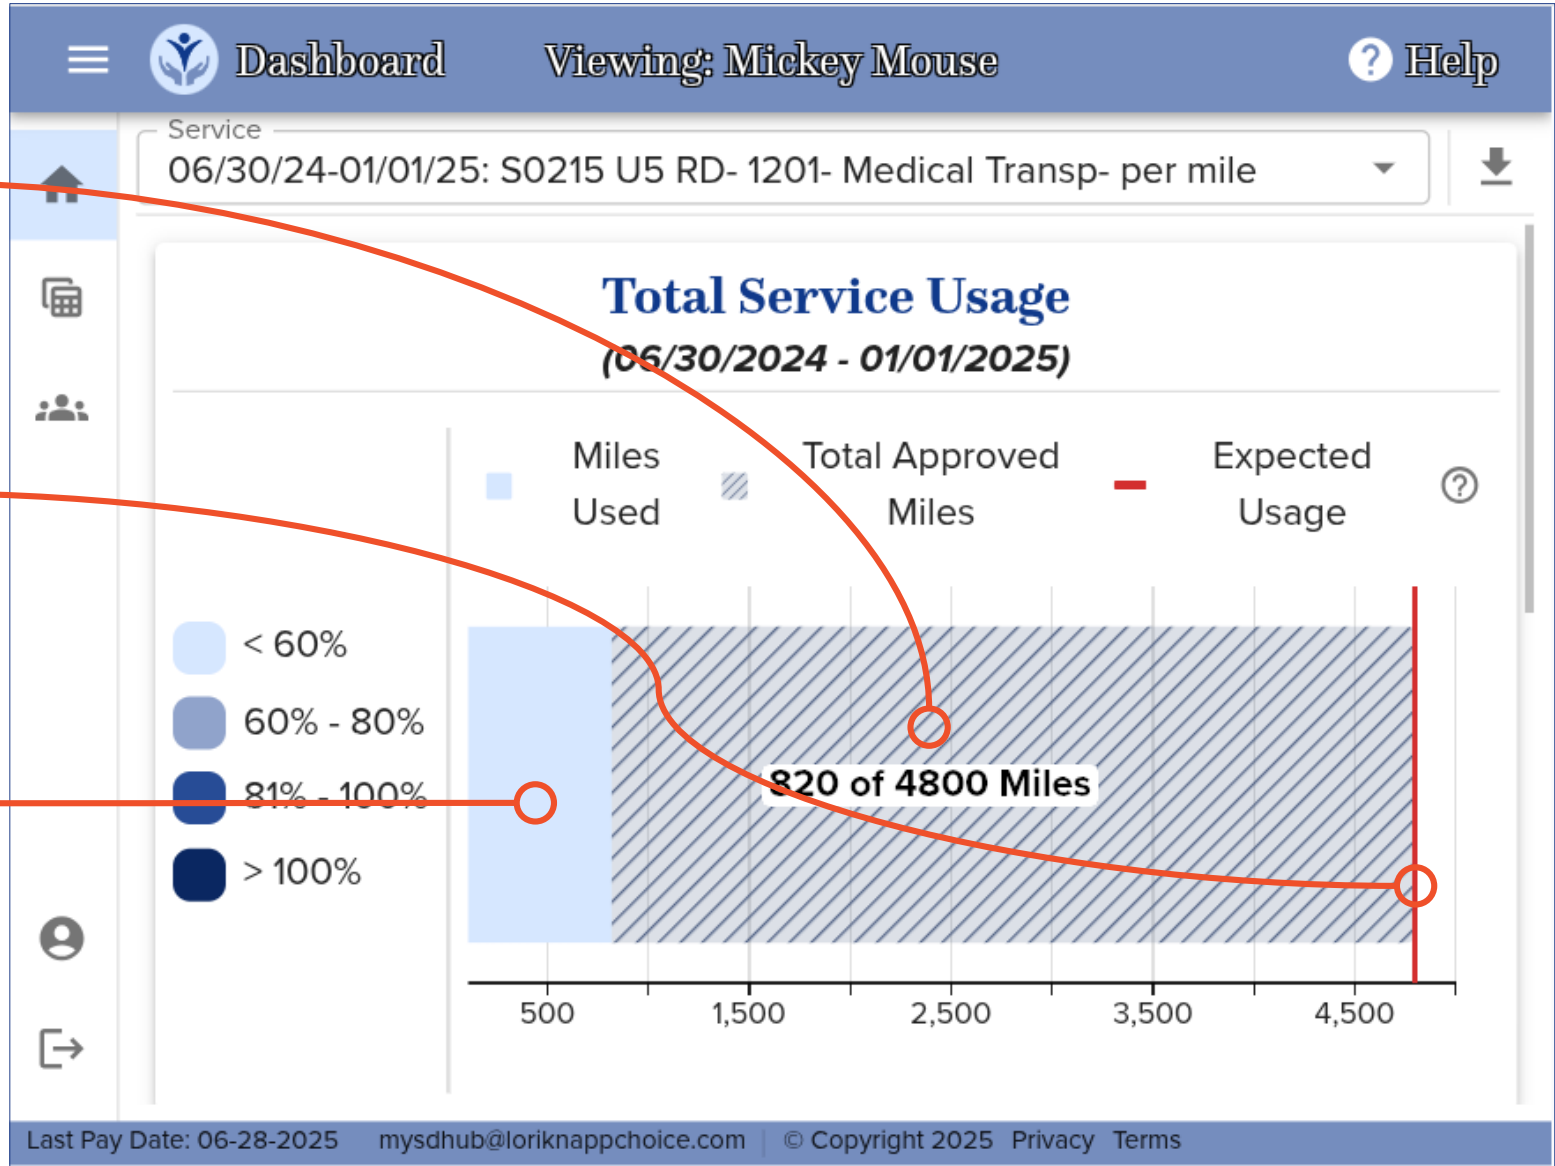 Dashboard
Viewing: Mickey Mouse
? Help
Service
06/30/24-01/01/25: S0215 U5 RD- 1201- Medical Transp- per mile
Total Service Usage
(06/30/2024 - 01/01/2025)
Miles
Used
Total Approved
Miles
Expected
Usage
?
< 60%
60% - 80%
81% - 100%
> 100%
820 of 4800 Miles
500 1,500 2,500 3,500 4,500
Last Pay Date: 06-28-2025 mysdhub@loriknappchoice.com © Copyright 2025 Privacy Terms